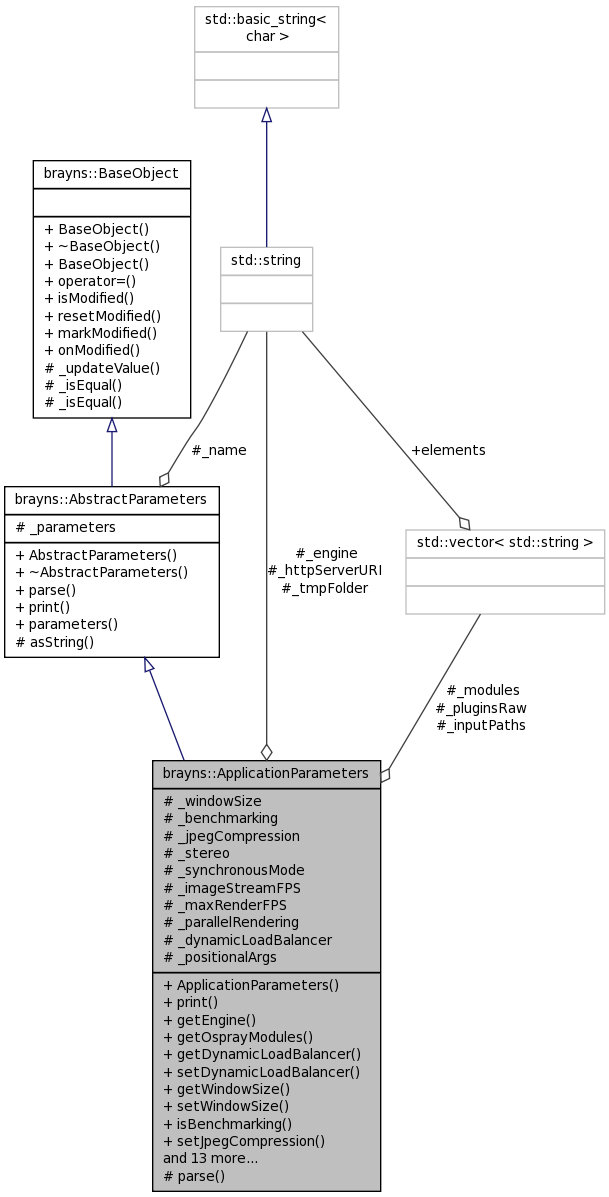 std::basic_string<
char >
brayns::BaseObject
+ BaseObject()
+ ~BaseObject()
+ BaseObject()
+ operator=()
+ isModified()
+ resetModified()
+ markModified()
+ onModified()
# _updateValue()
# _isEqual()
# _isEqual()
std::string
#_name
+elements
brayns::AbstractParameters
# _parameters
+ AbstractParameters()
+ ~AbstractParameters()
+ parse()
+ print()
+ parameters()
# asString()
#_engine
#_httpServerURI
#_tmpFolder
std::vector< std::string >
#_modules
#_pluginsRaw
#_inputPaths
brayns::ApplicationParameters
# _windowSize
# _benchmarking
# _jpegCompression
# _stereo
# _synchronousMode
# _imageStreamFPS
# _maxRenderFPS
# _parallelRendering
# _dynamicLoadBalancer
# _positionalArgs
+ ApplicationParameters()
+ print()
+ getEngine()
+ getOsprayModules()
+ getDynamicLoadBalancer()
+ setDynamicLoadBalancer()
+ getWindowSize()
+ setWindowSize()
+ isBenchmarking()
+ setJpegCompression()
and 13 more...
# parse()